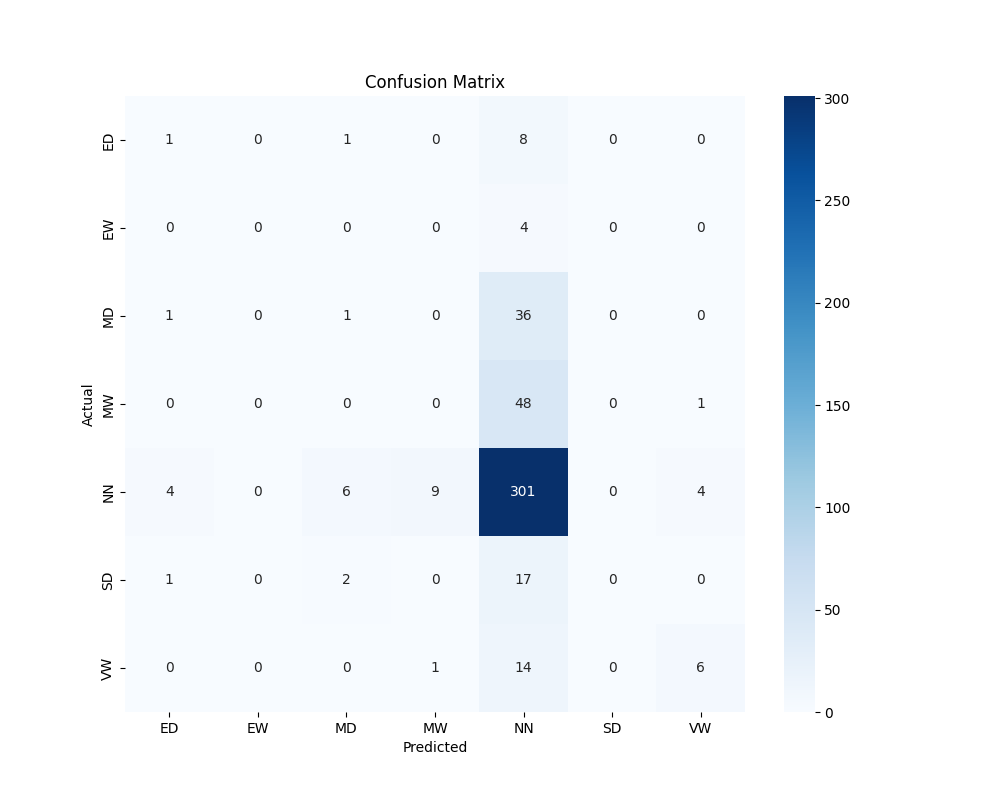 Confusion Matrix
ED 1 0 1 0 8 0 0
EW 0 0 0 0 4 0 0
MD 1 0 1 0 36 0 0
MW 0 0 0 0 48 0 1
NN 4 0 6 9 301 0 4
SD 1 0 2 0 17 0 0
VW 0 0 0 1 14 0 6
ED EW MD MW NN SD VW
Predicted
Actual
300
250
200
150
100
50
0